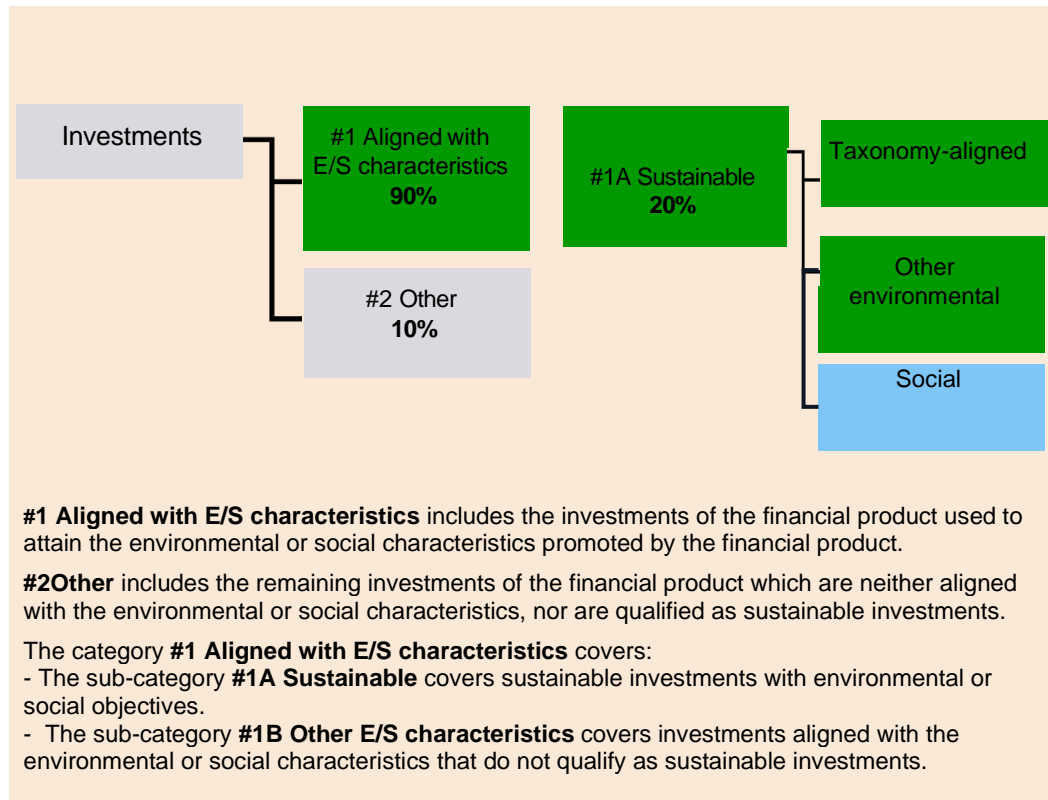 Investments
#1 Aligned with
E/S characteristics
90%
#2 Other
10%
#1A Sustainable
20%
Taxonomy-aligned
Other
environmental
Social
#1 Aligned with E/S characteristics includes the investments of the financial product used to
attain the environmental or social characteristics promoted by the financial product.
#2Other includes the remaining investments of the financial product which are neither aligned
with the environmental or social characteristics, nor are qualified as sustainable investments.
The category #1 Aligned with E/S characteristics covers:
- The sub-category #1A Sustainable covers sustainable investments with environmental or
social objectives.
- The sub-category #1B Other E/S characteristics covers investments aligned with the
environmental or social characteristics that do not qualify as sustainable investments.